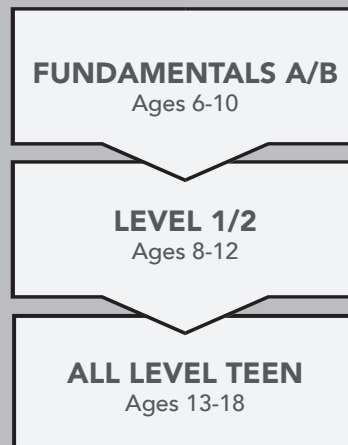 FUNDAMENTALS A/B
Ages 6-10
LEVEL 1/2
Ages 8-12
ALL LEVEL TEEN
Ages 13-18